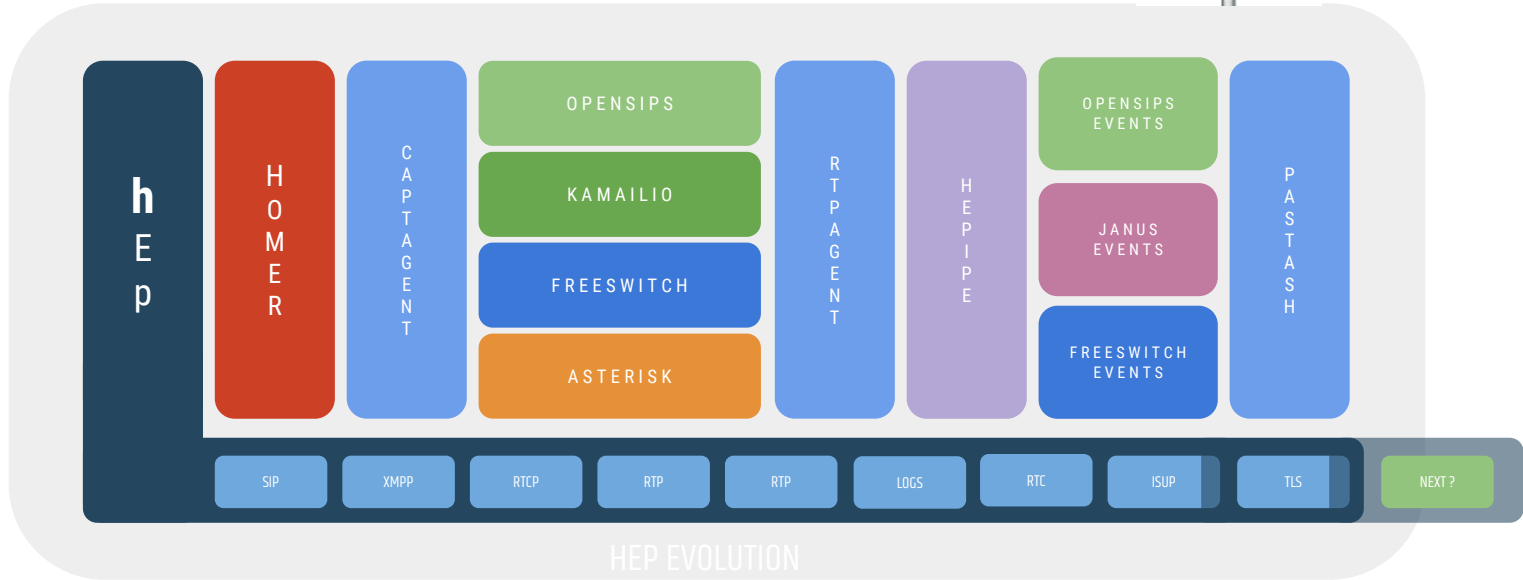 hEp
HOMER
CAPTAGENT
OPENSIPS
KAMAILIO
FREESWITCH
ASTERISK
RTPAGENT
HEPIPE
OPENSIPS
EVENTS
JANUS
EVENTS
FREESWITCH
EVENTS
PASTASH
SIP
XMPP
RTCP
RTP
RTP
LOGS
RTC
ISUP
TLS
NEXT ?
HEP EVOLUTION